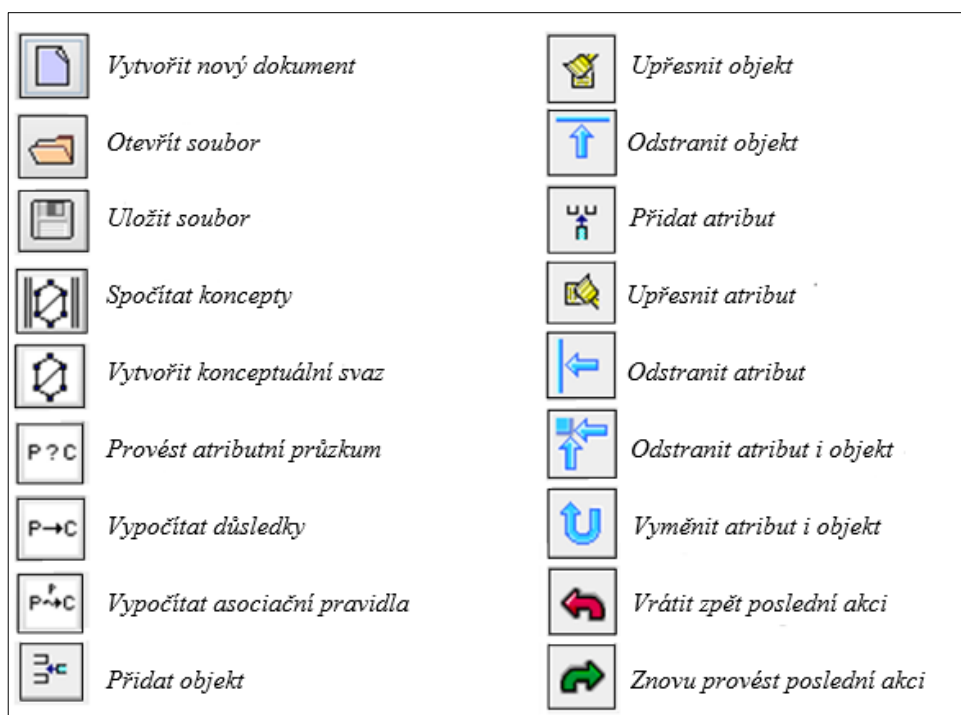 Vytvořit nový dokument
Otevřít soubor
Uložit soubor
Spočítat koncepty
Vytvořit konceptuální svaz
P?C Provést atributní průzkum
P→C Vypočítat důsledky
P
P⤳C Vypočítat asociační pravidla
Přidat objekt
Upřesnit objekt
Odstranit objekt
Přidat atribut
Upřesnit atribut
Odstranit atribut
Odstranit atribut i objekt
Vyměnit atribut i objekt
Vrátit zpět poslední akci
Znovu provést poslední akci